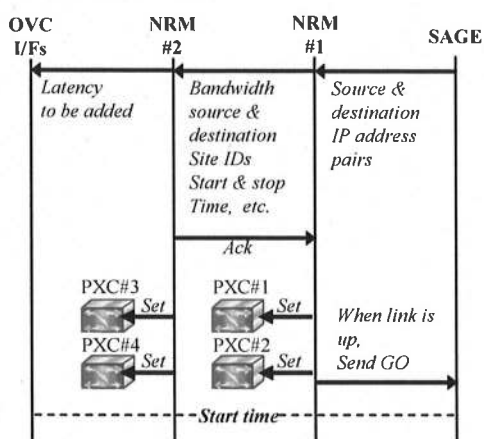 OVC
I/Fs
NRM
#2
NRM
#1
SAGE
Latency
to be added
Bandwidth
source &
destination
Site IDs
Start & stop
Time, etc.
Source &
destination
IP address
pairs
Ack
PXC#3
Set
PXC#1
Set
PXC#4
Set
PXC#2
Set
When link is
up,
Send GO
Start time